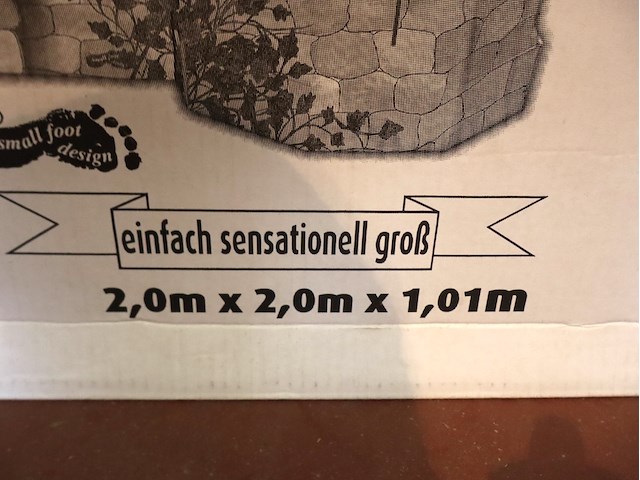 small foot
design
einfach sensationell groß
2,0m x 2,0m x 1,01m